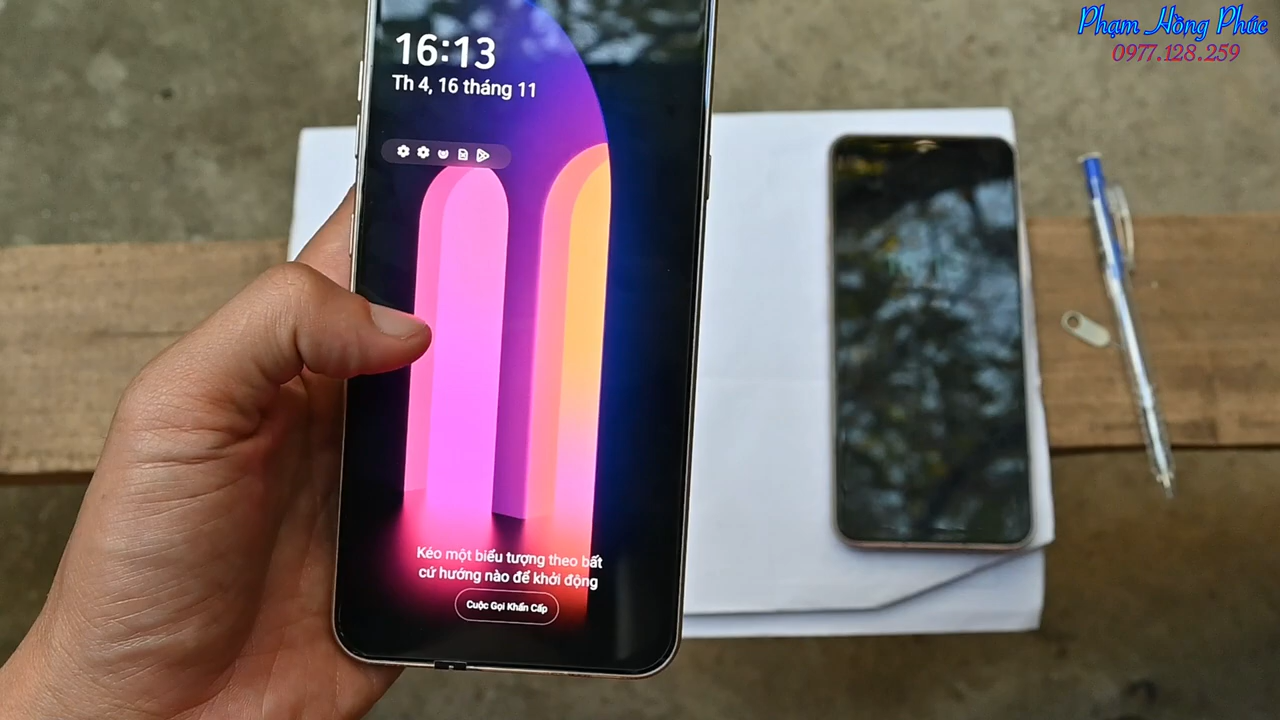 Phạm Hồng Phúc
0977.128.259
16:13
Th 4, 16 tháng 11
Kéo một biểu tượng theo bất
cứ hướng nào để khởi động
Cuộc Gọi Khẩn Cấp